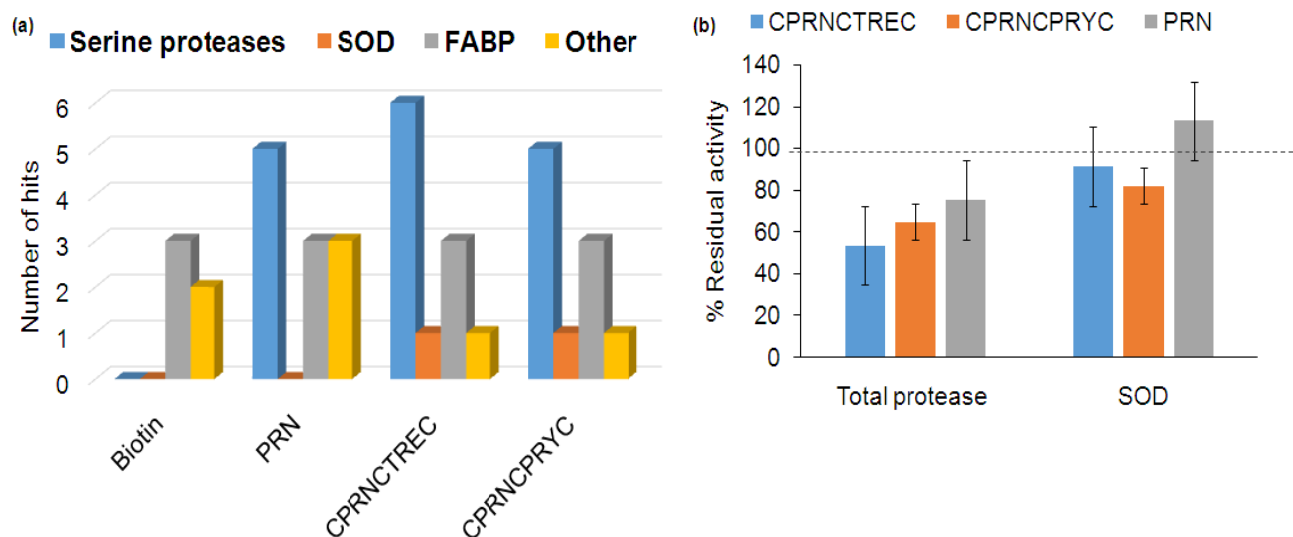 (a) Serine proteases SOD FABP Other
Number of hits
6
5
4
3
2
1
0
Biotin
PRN
CPRNCTREC
CPRNCPRYC
(b) CPRNCTREC CPRNCPRYC PRN
% Residual activity
140
120
100
80
60
40
20
0
Total protease SOD